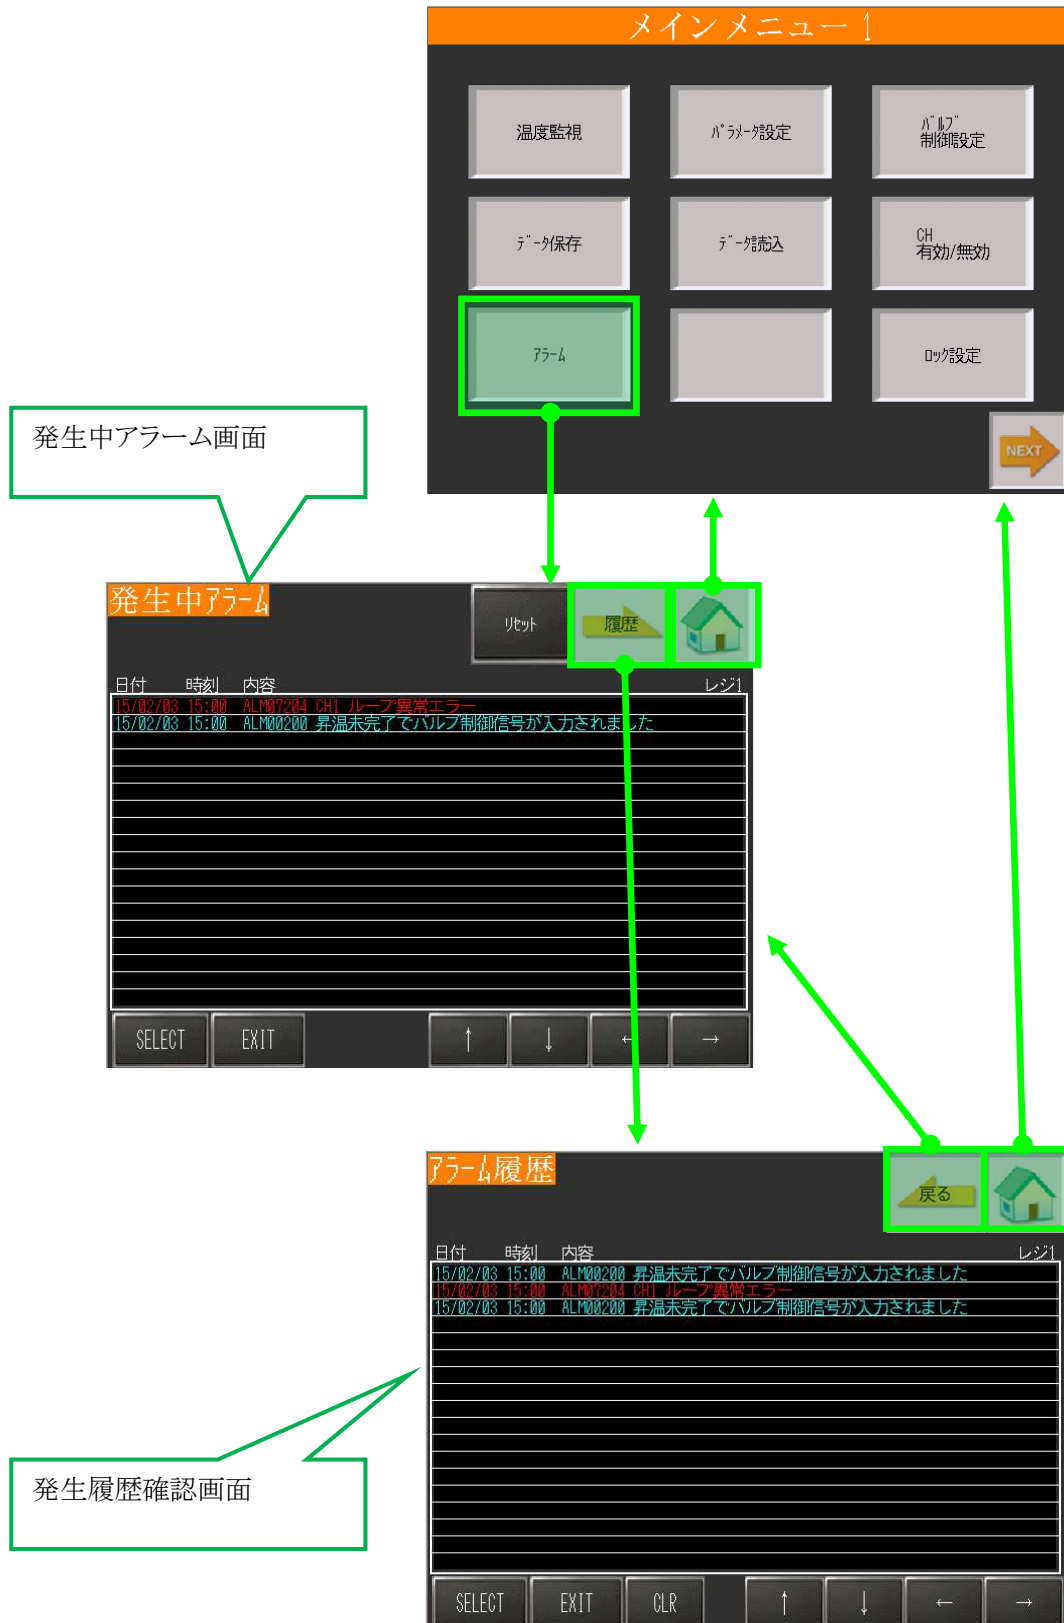 メインメニュー 1
温度監視
ﾊﾟﾗﾒｰﾀ設定
ﾊﾞﾙﾌﾞ
制御設定
ﾃﾞｰﾀ保存
ﾃﾞｰﾀ読込
CH
有効/無効
ｱﾗｰﾑ
ﾛｯｸ設定
NEXT
発生中アラーム画面
発生中ｱﾗｰﾑ
ﾘｾｯﾄ
履歴
日付 時刻 内容 レジ1
15/02/03 15:00 ALM07204 CH1 ループ異常エラー
15/02/03 15:00 ALM00200 昇温未完了でバルブ制御信号が入力されました
SELECT EXIT ↑ ↓ ← →
ｱﾗｰﾑ履歴
戻る
日付 時刻 内容 レジ1
15/02/03 15:00 ALM00200 昇温未完了でバルブ制御信号が入力されました
15/02/03 15:00 ALM07204 CH1 ループ異常エラー
15/02/03 15:00 ALM00200 昇温未完了でバルブ制御信号が入力されました
発生履歴確認画面
SELECT EXIT CLR ↑ ↓ ← →